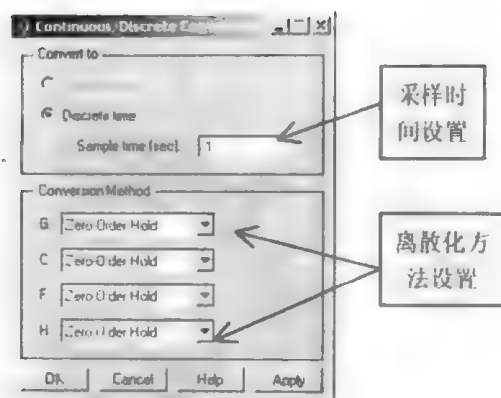 Continuous/Discrete
Convert to
Discrete time
Sample time (sec) 1
采样时
间设置
Conversion Method
G Zero-Order Hold
C Zero-Order Hold
F Zero-Order Hold
H Zero-Order Hold
离散化方
法设置
OK Cancel Help Apply